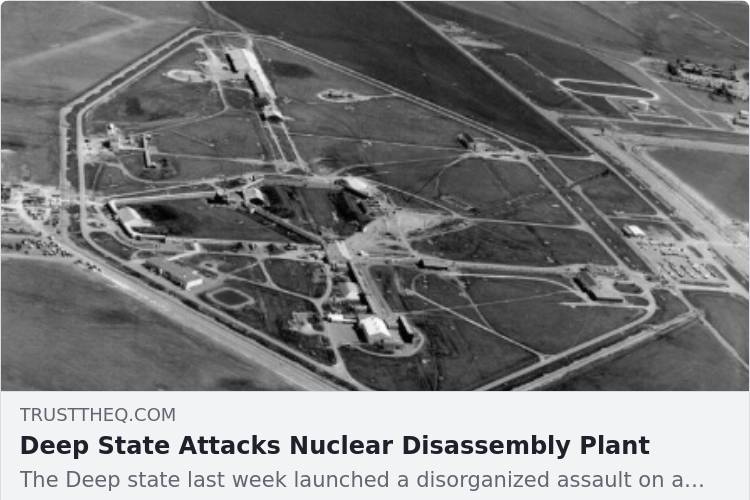 TRUSTTHEQ.COM
Deep State Attacks Nuclear Disassembly Plant
The Deep state last week launched a disorganized assault on a...